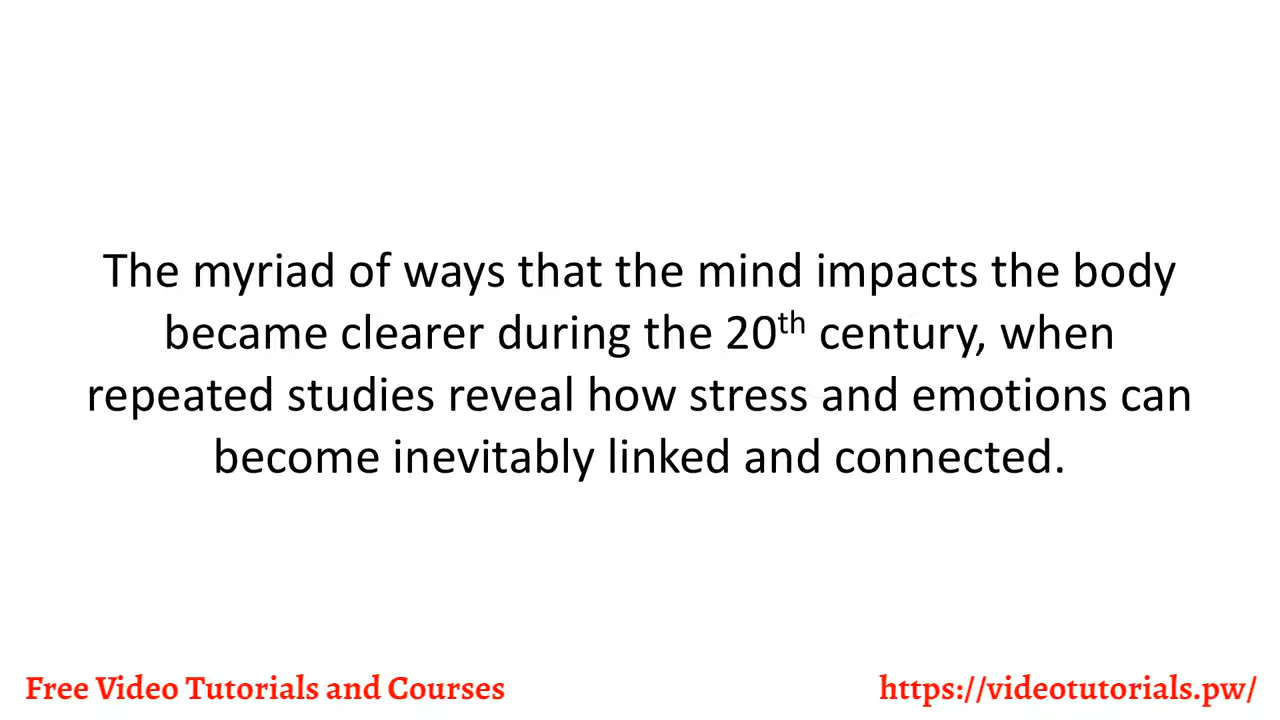 The myriad of ways that the mind impacts the body
became clearer during the 20th century, when
repeated studies reveal how stress and emotions can
become inevitably linked and connected.
Free Video Tutorials and Courses
https://videotutorials.pw/